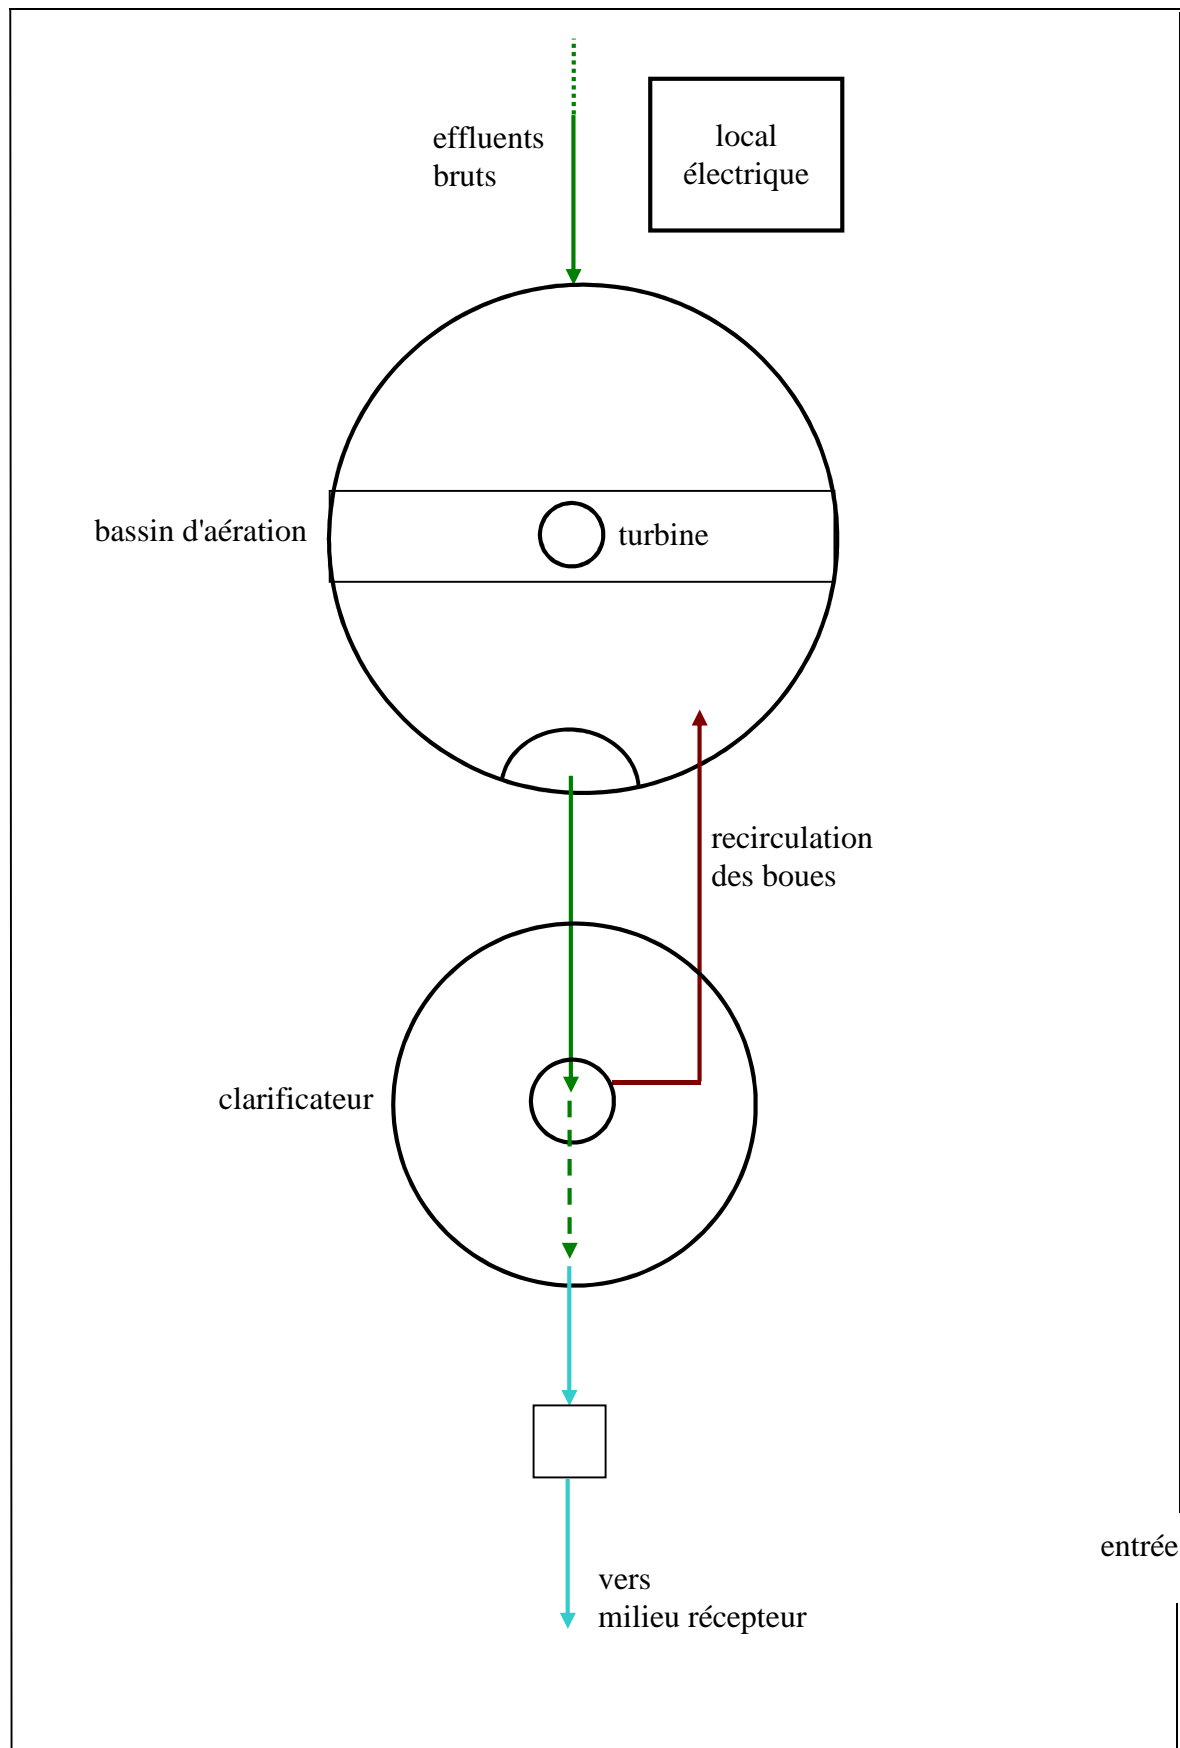 effluents
bruts
local
électrique
bassin d'aération
turbine
recirculation
des boues
clarificateur
entrée
vers
milieu récepteur